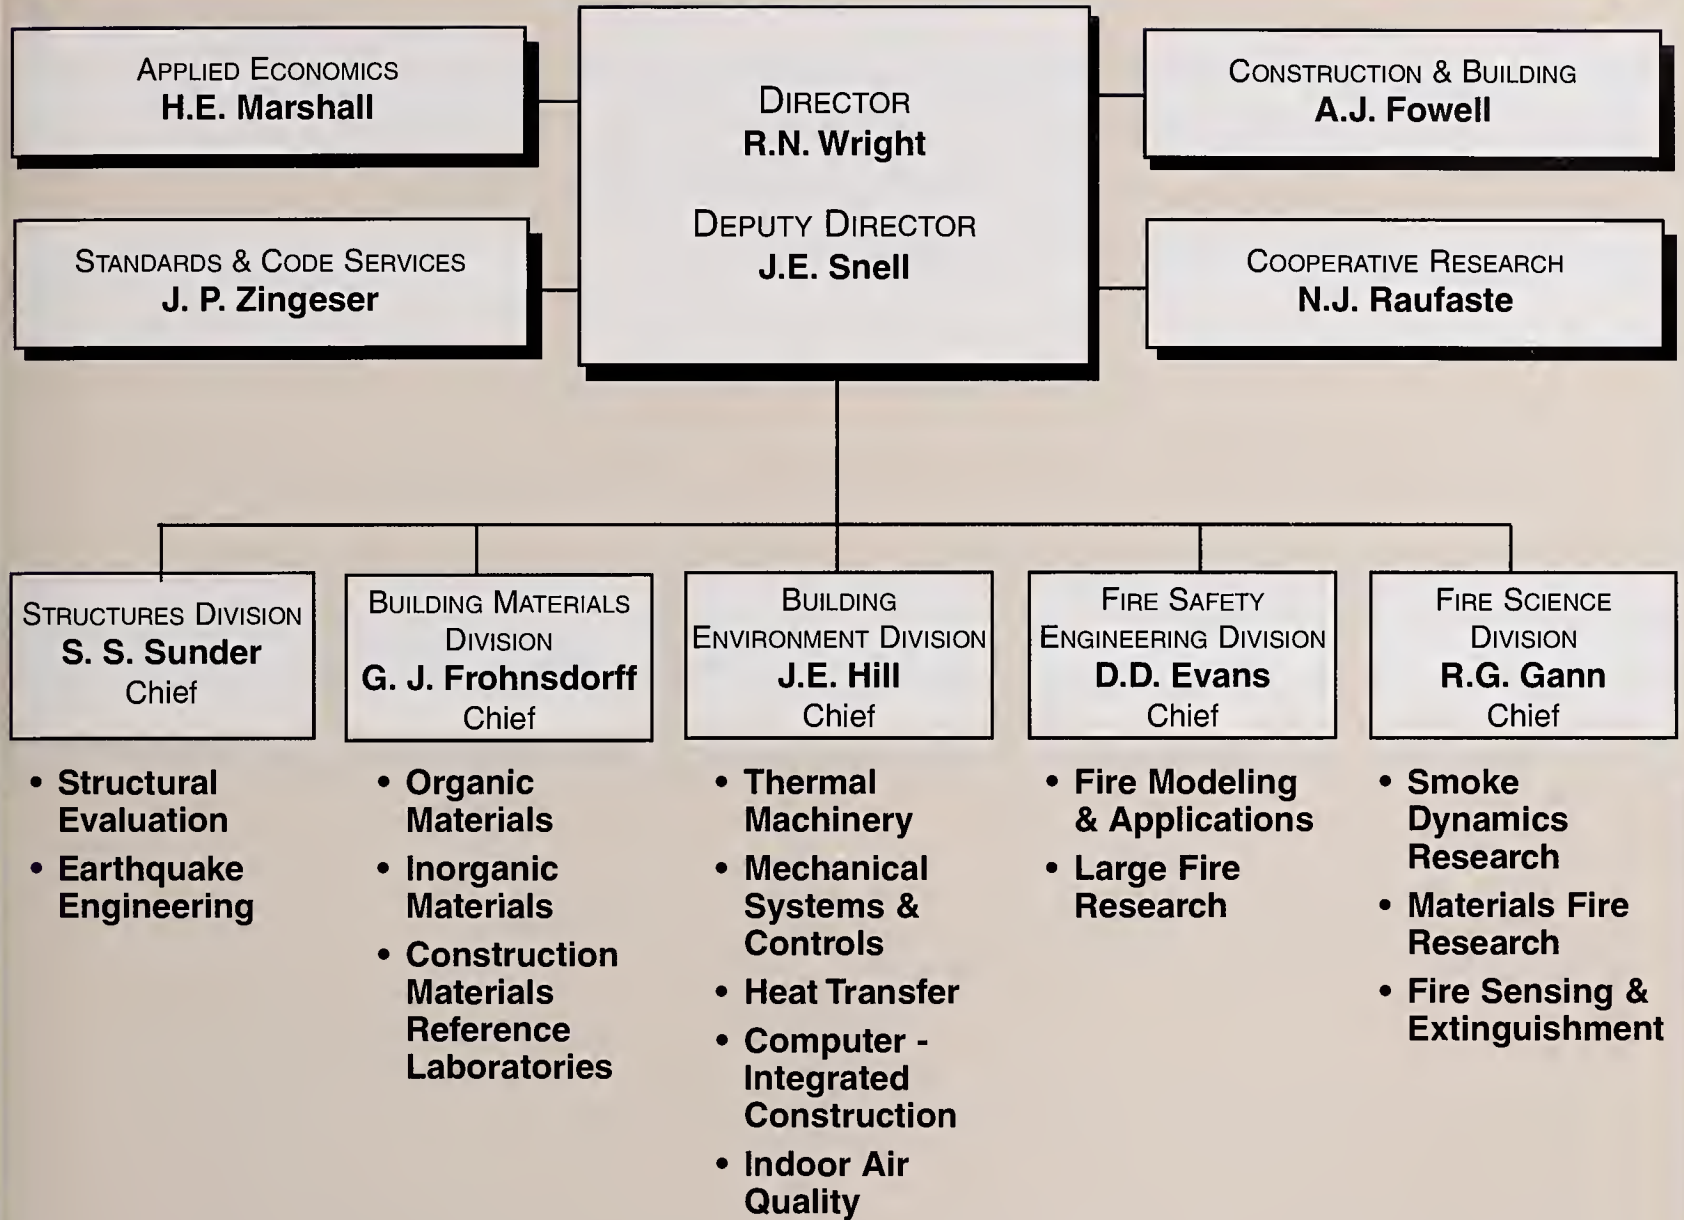 APPLIED ECONOMICS
H.E. Marshall
STANDARDS & CODE SERVICES
J. P. Zingeser
DIRECTOR
R.N. Wright
DEPUTY DIRECTOR
J.E. Snell
CONSTRUCTION & BUILDING
A.J. Fowell
COOPERATIVE RESEARCH
N.J. Raufaste
STRUCTURES DIVISION
S. S. Sunder
Chief
• Structural
Evaluation
• Earthquake
Engineering
BUILDING MATERIALS
DIVISION
G. J. Frohnsdorff
Chief
• Organic
Materials
• Inorganic
Materials
• Construction
Materials
Reference
Laboratories
BUILDING
ENVIRONMENT DIVISION
J.E. Hill
Chief
• Thermal
Machinery
• Mechanical
Systems &
Controls
• Heat Transfer
• Computer -
Integrated
Construction
• Indoor Air
Quality
FIRE SAFETY
ENGINEERING DIVISION
D.D. Evans
Chief
• Fire Modeling
& Applications
• Large Fire
Research
FIRE SCIENCE
DIVISION
R.G. Gann
Chief
• Smoke
Dynamics
Research
• Materials Fire
Research
• Fire Sensing &
Extinguishment